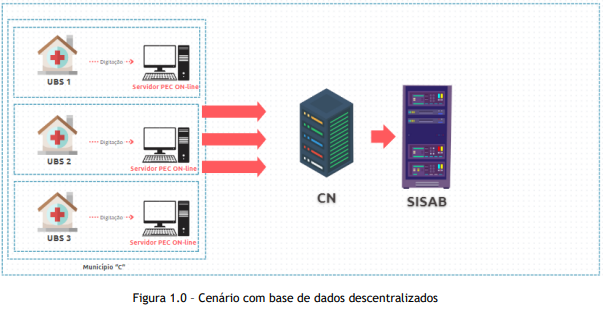 UBS 1
Digitação
Servidor PEC ON-line
UBS 2
Digitação
Servidor PEC ON-line
UBS 3
Digitação
Servidor PEC ON-line
Município "C"
CN
SISAB
Figura 1.0 – Cenário com base de dados descentralizados